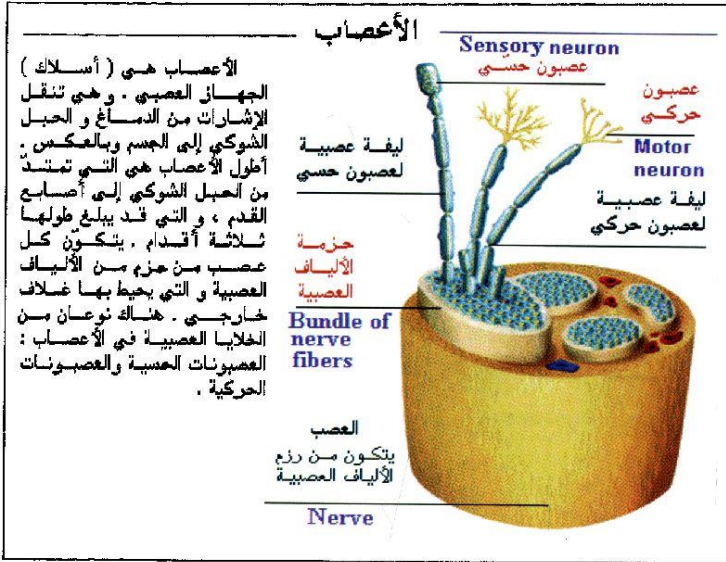 الأعصاب
الأعصاب هي ( أسلاك )
الجهاز العصبي . و هي تنقل
الإشارات من الدماغ و الحبل
الشوكي إلى الجسم وبالعكس .
أطول الأعصاب هي التي تمتدّ
من الحبل الشوكي إلى أصابع
القدم ، و التي قد يبلغ طولها
ثلاثة أقدام . يتكوّن كل
عصب من حزم من الألياف
العصبية و التي يحيط بها غلاف
خارجي . هناك نوعان من
الخلايا العصبية في الأعصاب :
العصبونات الحسية والعصبونات
الحركية .
Sensory neuron
عصبون حسّي
عصبون
حركي
Motor
neuron
ليفة عصبية
لعصبون حسي
ليفة عصبية
لعصبون حركي
حزمة
الألياف
العصبية
Bundle of
nerve
fibers
العصب
يتكون من رزم
الألياف العصبية
Nerve